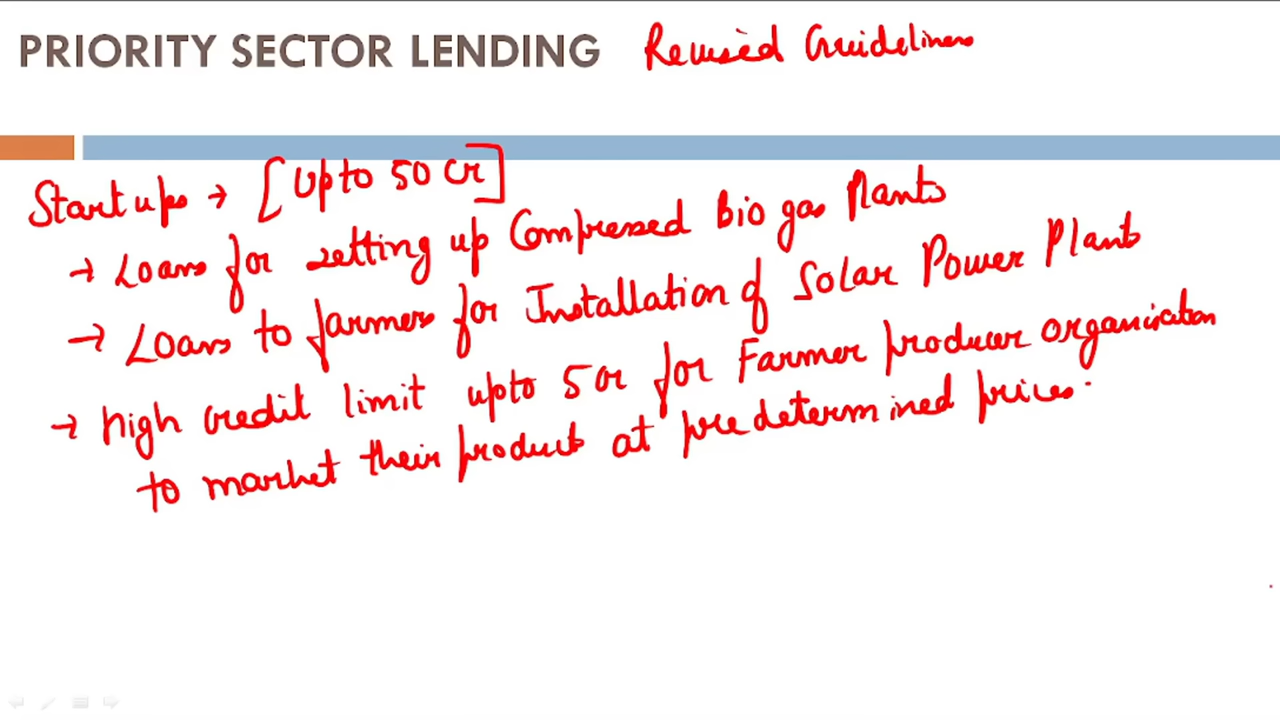 PRIORITY SECTOR LENDING Revised Guidelines
Startups → [Upto 50 Cr]
→ Loans for setting up Compressed Bio gas Plants
→ Loans to farmers for Installation of Solar Power Plants
→ high credit limit upto 5 cr for Farmer producer organisation
to market their products at predetermined prices.